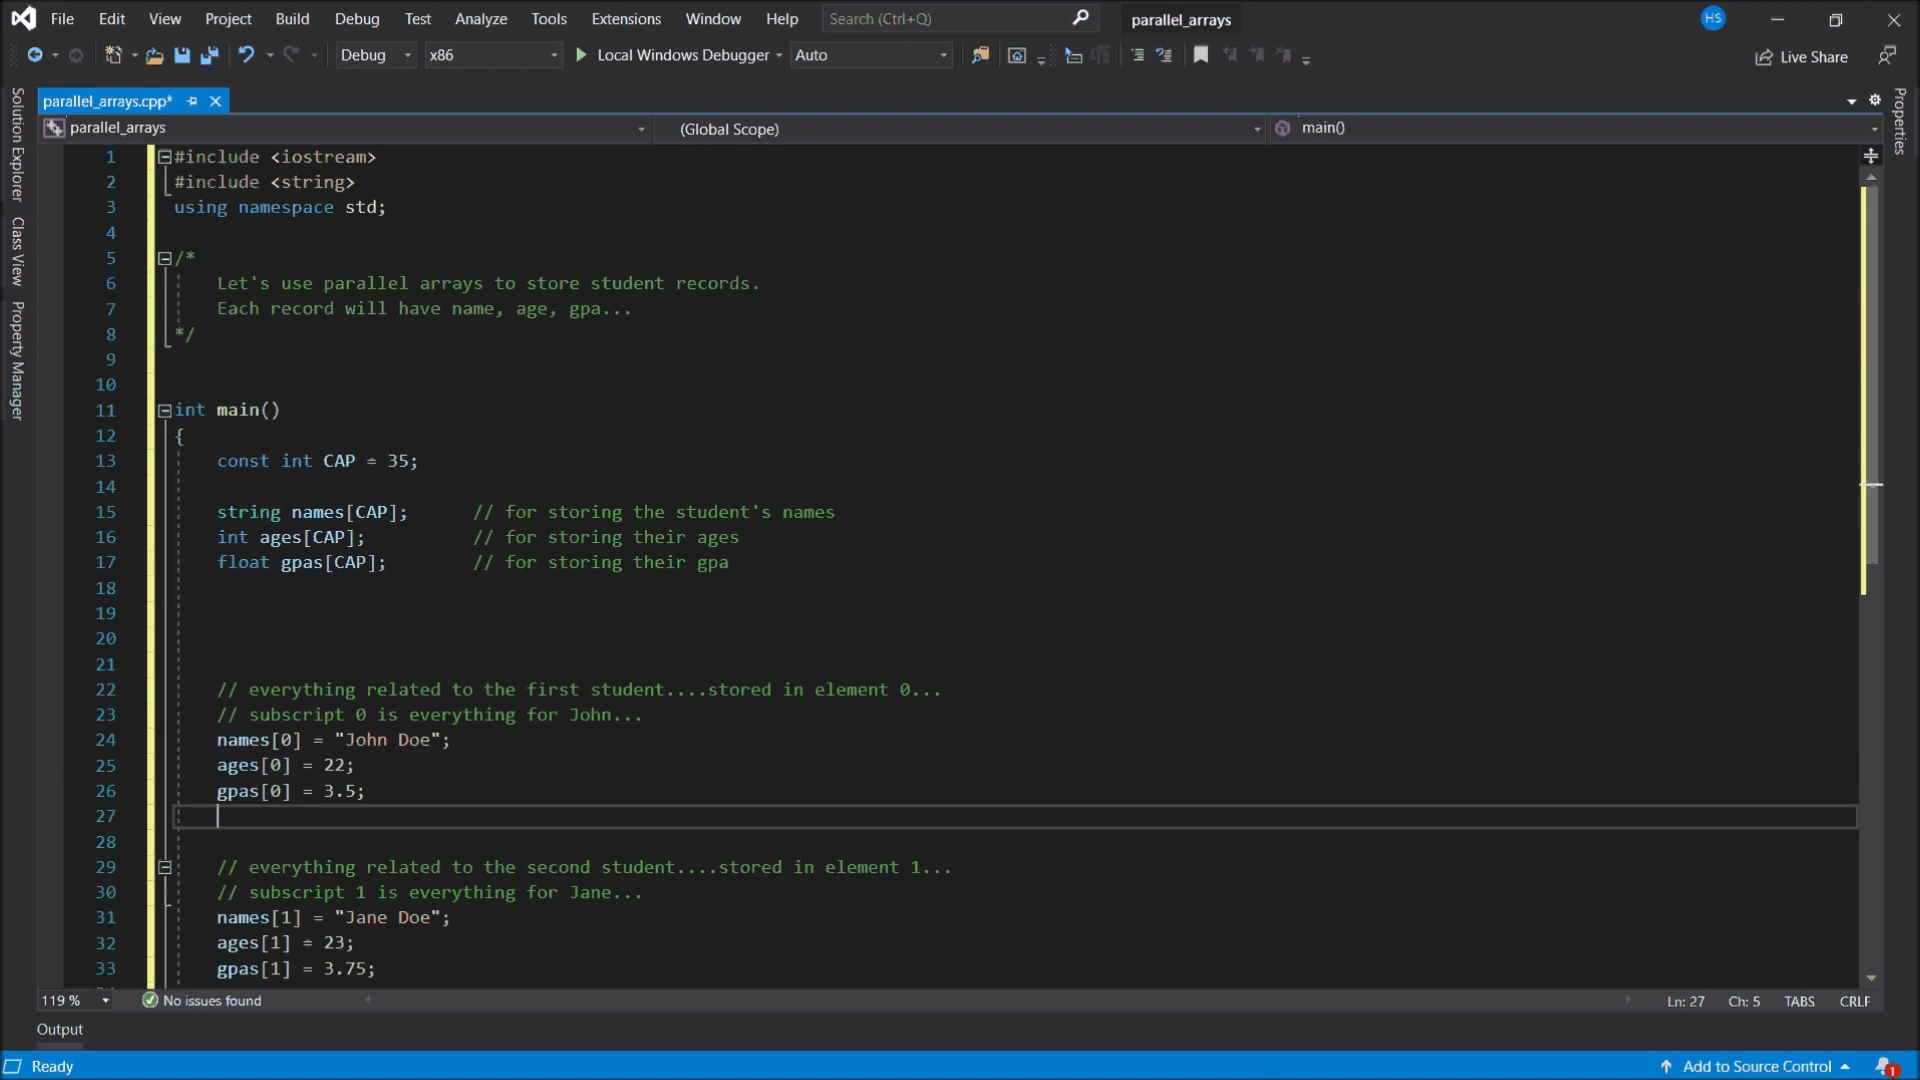 File Edit View Project Build Debug Test Analyze Tools Extensions Window Help Search (Ctrl+Q) parallel_arrays HS
Debug x86 Local Windows Debugger Auto Live Share
parallel_arrays.cpp*
parallel_arrays (Global Scope) main()
Solution Explorer
Class View
Property Manager
Properties
1 #include <iostream>
2 #include <string>
3 using namespace std;
4
5 /*
6 Let's use parallel arrays to store student records.
7 Each record will have name, age, gpa...
8 */
9
10
11 int main()
12 {
13 const int CAP = 35;
14
15 string names[CAP]; // for storing the student's names
16 int ages[CAP]; // for storing their ages
17 float gpas[CAP]; // for storing their gpa
18
19
20
21
22 // everything related to the first student....stored in element 0...
23 // subscript 0 is everything for John...
24 names[0] = "John Doe";
25 ages[0] = 22;
26 gpas[0] = 3.5;
27
28
29 // everything related to the second student....stored in element 1...
30 // subscript 1 is everything for Jane...
31 names[1] = "Jane Doe";
32 ages[1] = 23;
33 gpas[1] = 3.75;
119 % No issues found Ln: 27 Ch: 5 TABS CRLF
Output
Ready Add to Source Control 1